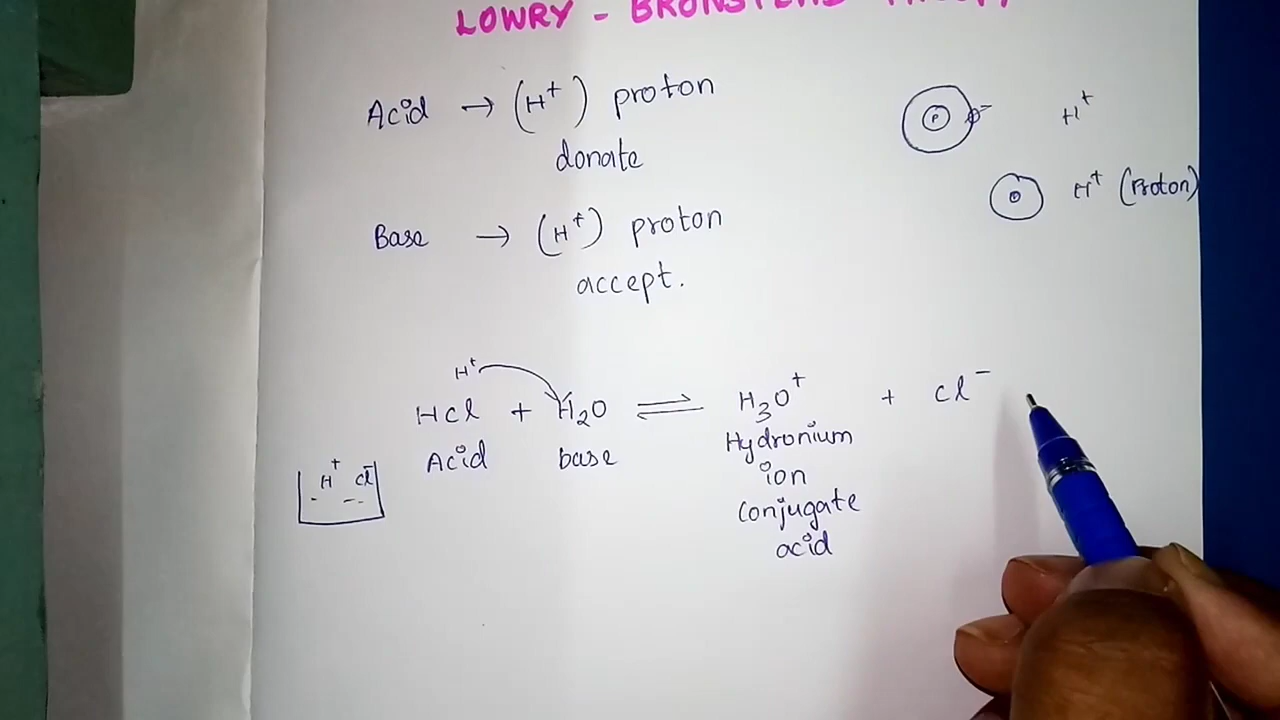 LOWRY -
Acid → (H⁺) proton
donate
Base → (H⁺) proton
accept.
P e⁻ H⁺
H⁺ (Proton)
H⁺
HCl + H₂O ⇌ H₃O⁺ + Cl⁻
Acid base Hydronium
ion
conjugate
acid
H⁺ Cl⁻